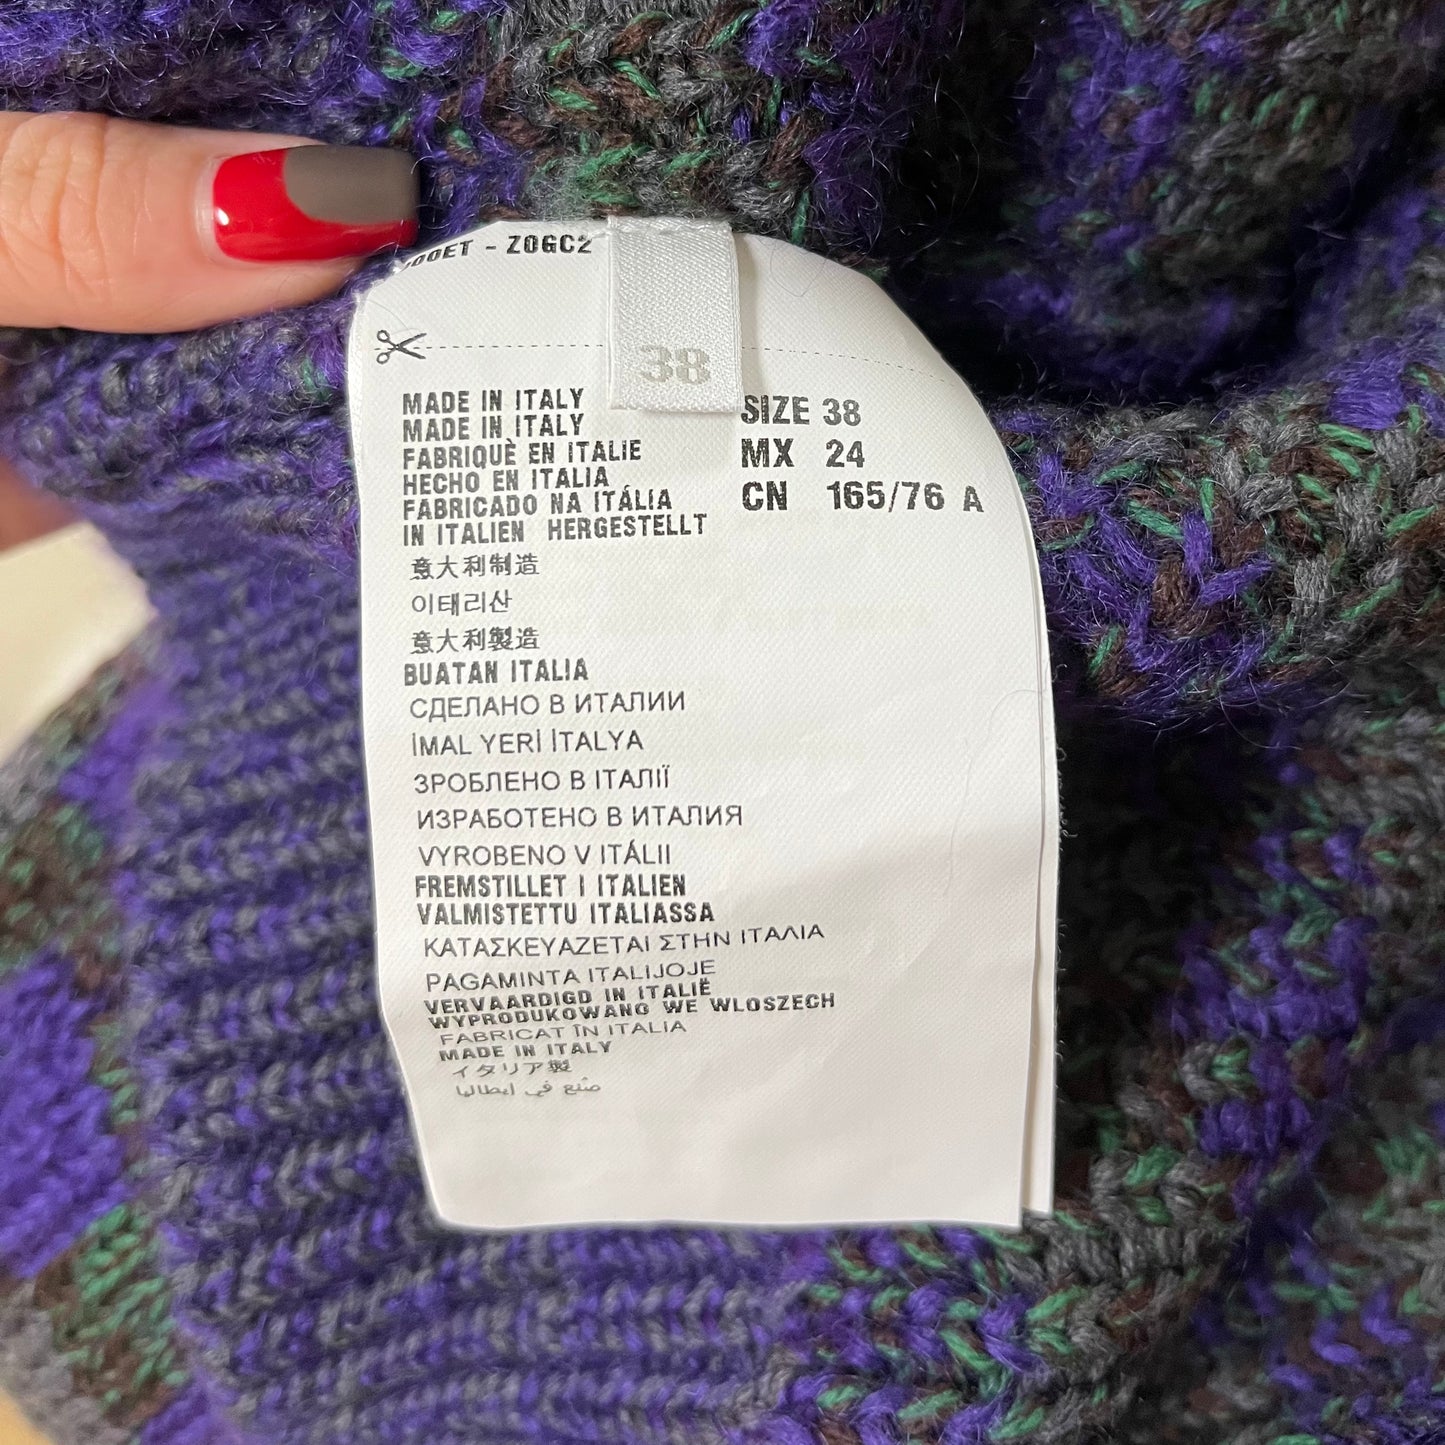 - Z0GC2
38
MADE IN ITALY
MADE IN ITALY
FABRIQUÈ EN ITALIE
HECHO EN ITALIA
FABRICADO NA ITÁLIA
IN ITALIEN HERGESTELLT
意大利制造
이태리산
意大利製造
BUATAN ITALIA
СДЕЛАНО В ИТАЛИИ
İMAL YERİ İTALYA
ЗРОБЛЕНО В ІТАЛІЇ
ИЗРАБОТЕНО В ИТАЛИЯ
VYROBENO V ITÁLII
FREMSTILLET I ITALIEN
VALMISTETTU ITALIASSA
ΚΑΤΑΣΚΕΥΑΖΕΤΑΙ ΣΤΗΝ ΙΤΑΛΙΑ
PAGAMINTA ITALIJOJE
VERVAARDIGD IN ITALIË
WYPRODUKOWANO WE WLOSZECH
FABRICAT ÎN ITALIA
MADE IN ITALY
イタリア製
صُنع في إيطاليا
SIZE 38
MX 24
CN 165/76 A